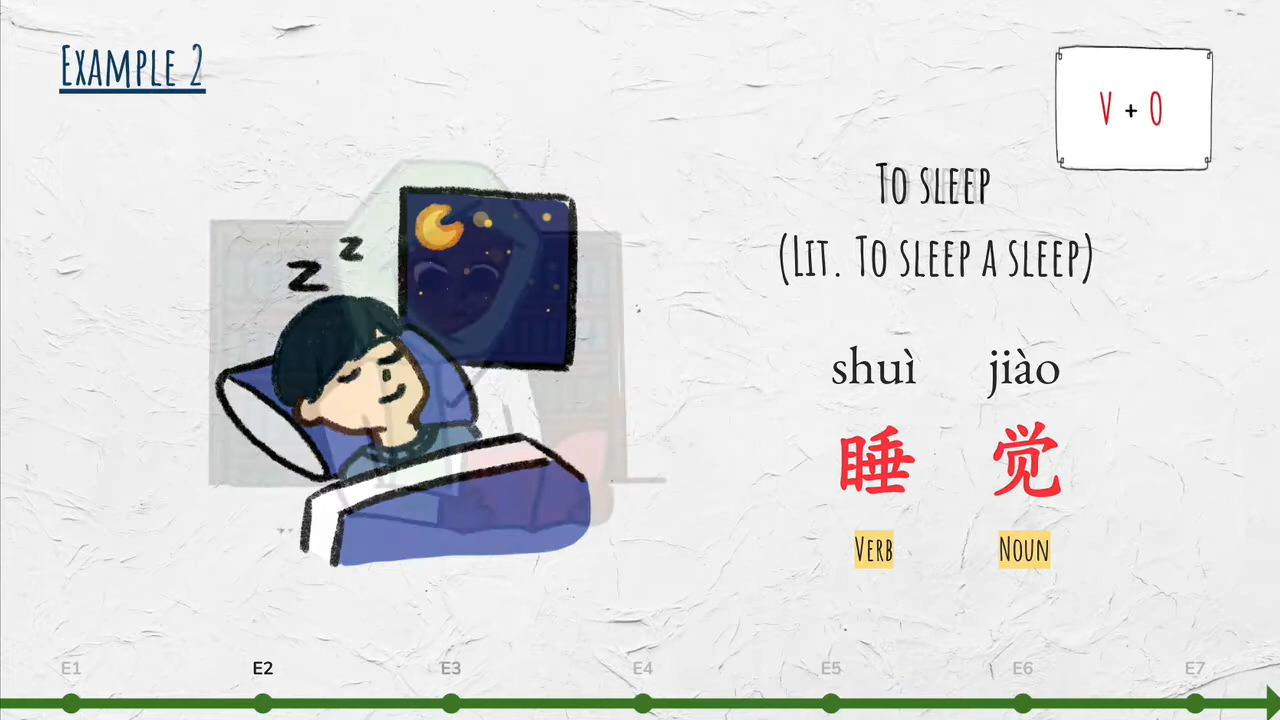 Example 2
V + O
To sleep
(Lit. To sleep a sleep)
shuì jiào
睡 觉
Verb Noun
z z
E1 E2 E3 E4 E5 E6 E7